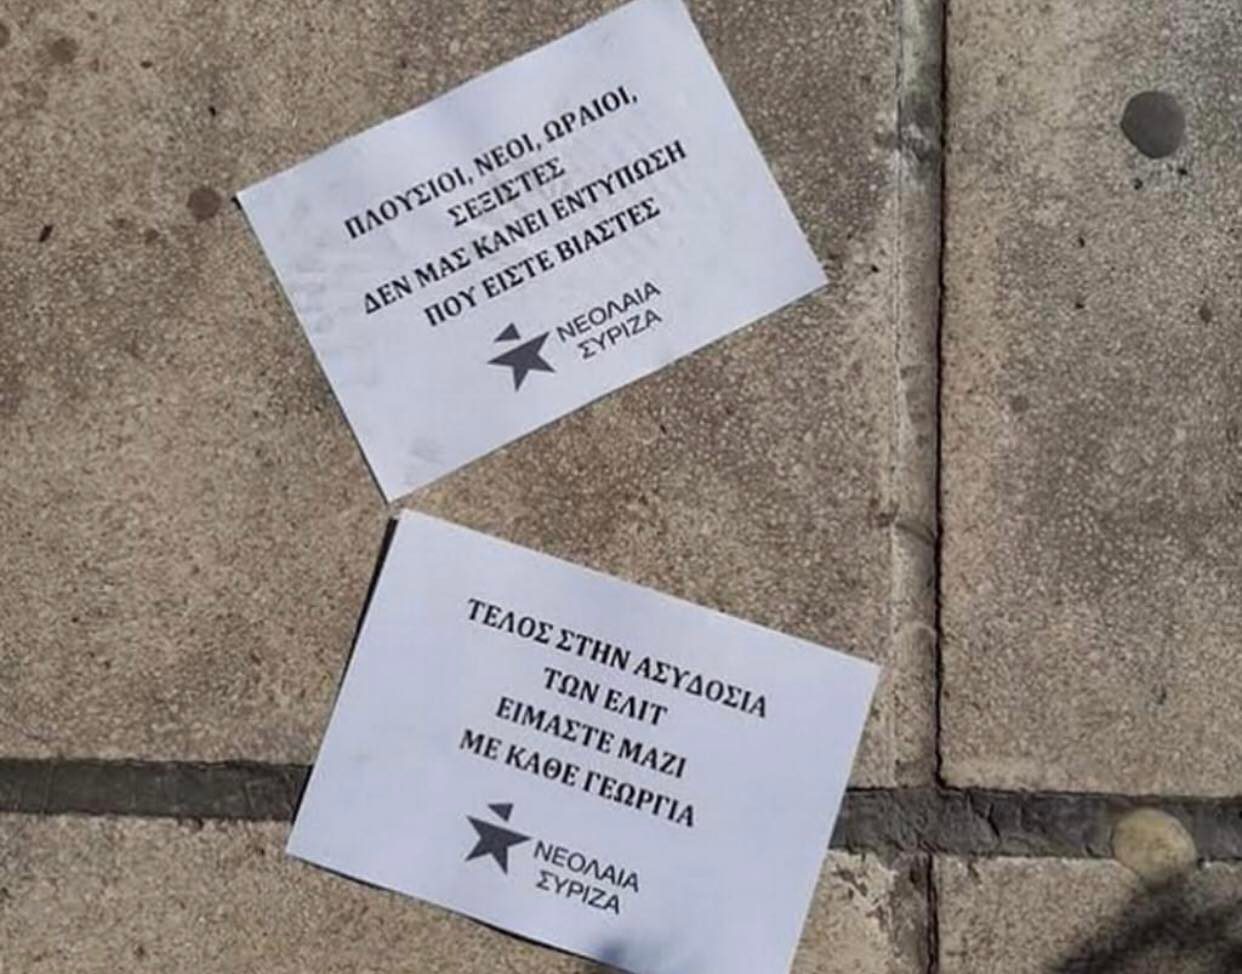 ΠΛΟΥΣΙΟΙ, ΝΕΟΙ, ΩΡΑΙΟΙ,
ΣΕΞΙΣΤΕΣ
ΔΕΝ ΜΑΣ ΚΑΝΕΙ ΕΝΤΥΠΩΣΗ
ΠΟΥ ΕΙΣΤΕ ΒΙΑΣΤΕΣ
ΝΕΟΛΑΙΑ
ΣΥΡΙΖΑ
ΤΕΛΟΣ ΣΤΗΝ ΑΣΥΔΟΣΙΑ
ΤΩΝ ΕΛΙΤ
ΕΙΜΑΣΤΕ ΜΑΖΙ
ΜΕ ΚΑΘΕ ΓΕΩΡΓΙΑ
ΝΕΟΛΑΙΑ
ΣΥΡΙΖΑ